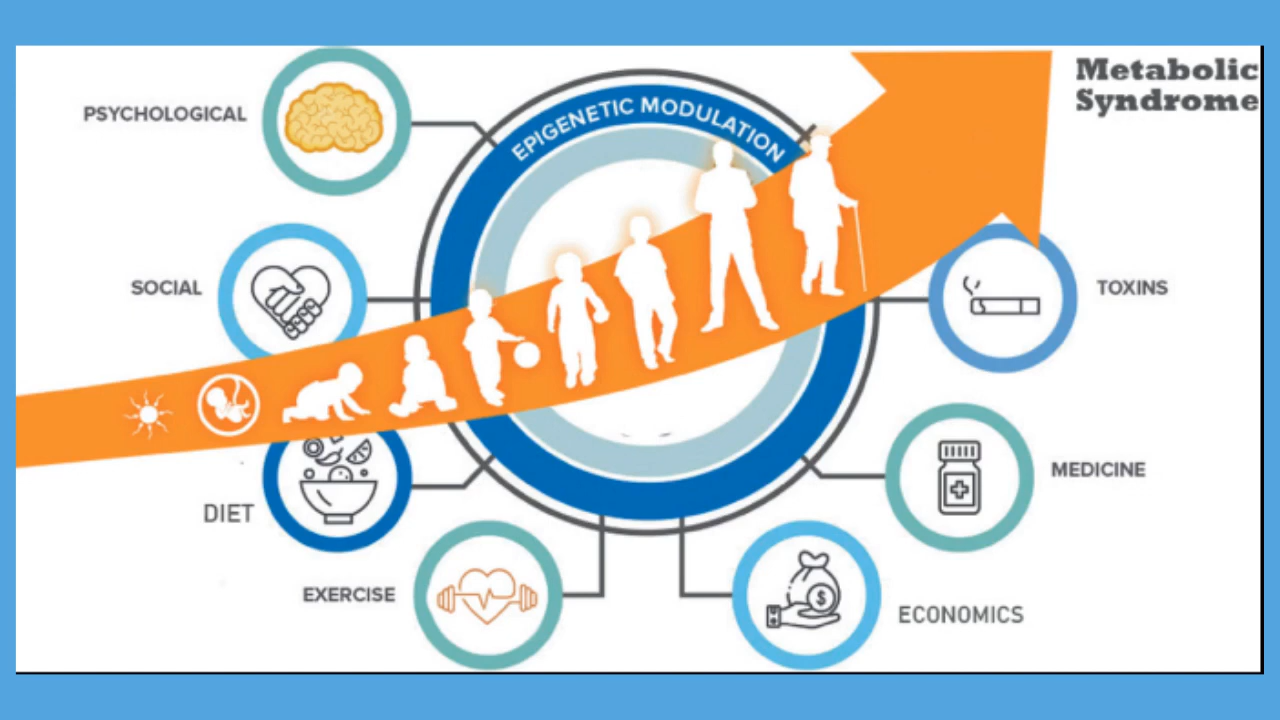 Metabolic
Syndrome
EPIGENETIC MODULATION
PSYCHOLOGICAL
SOCIAL
TOXINS
MEDICINE
DIET
EXERCISE
ECONOMICS
$